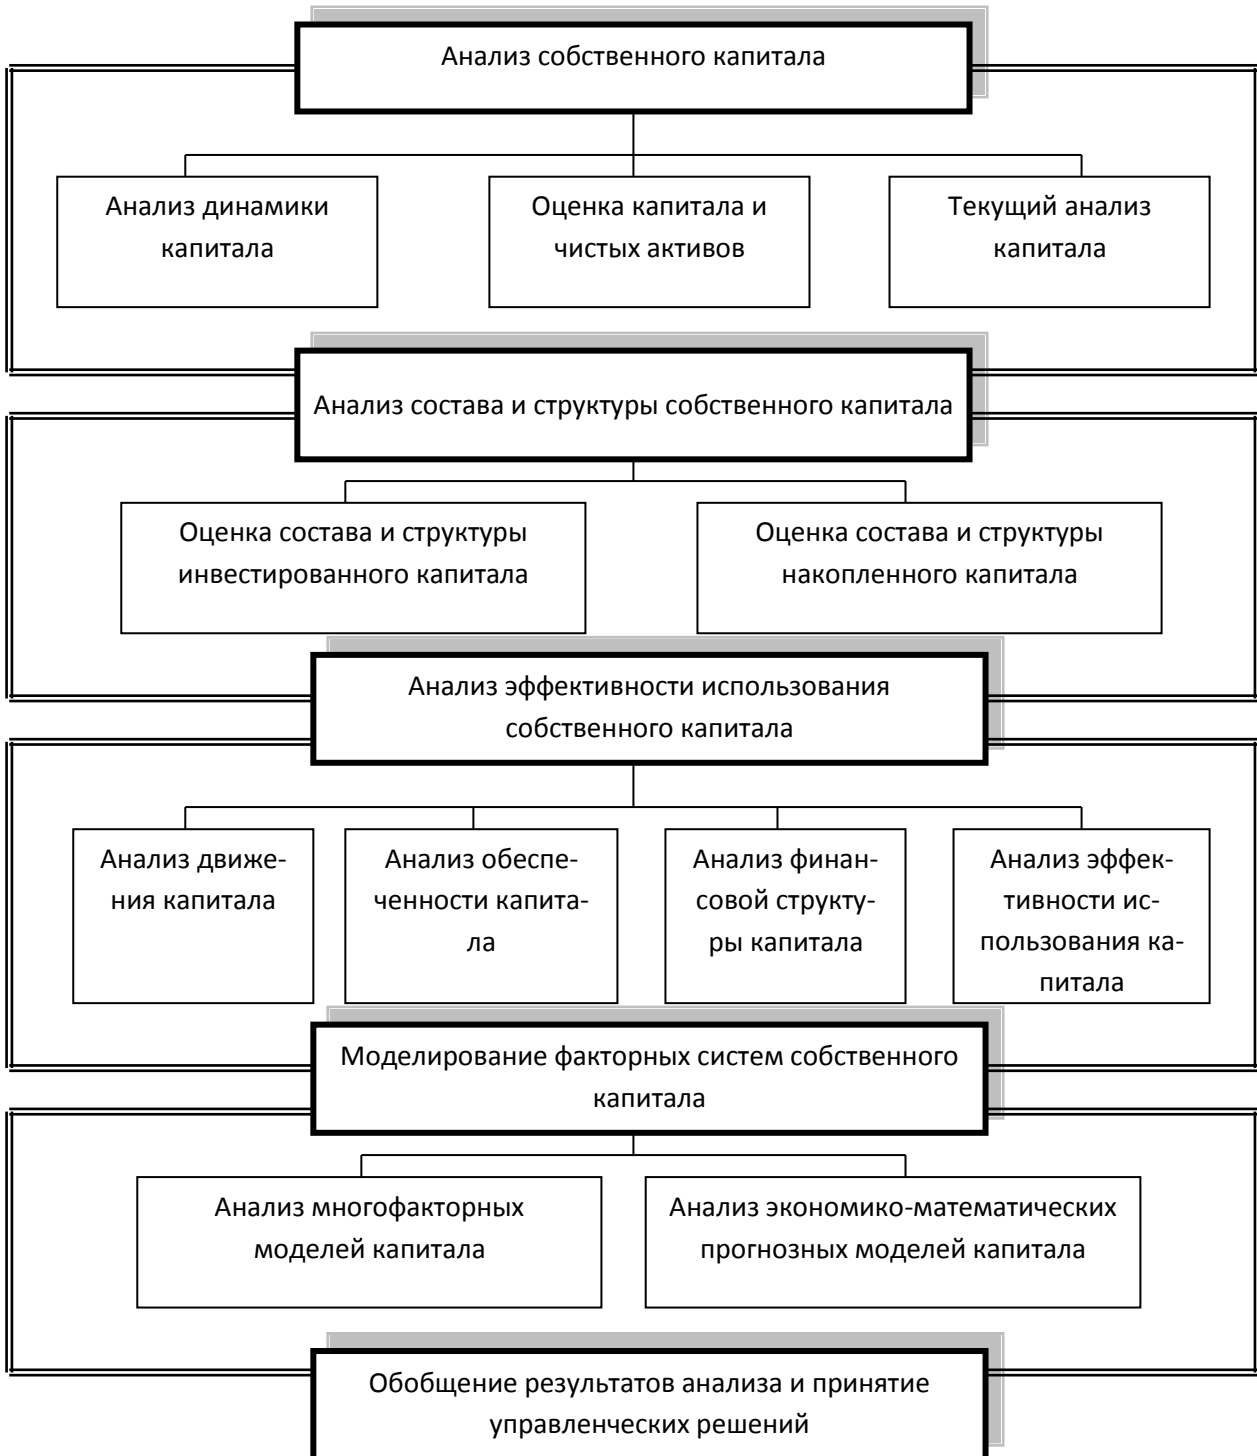 Анализ собственного капитала
Анализ динамики
капитала
Оценка капитала и
чистых активов
Текущий анализ
капитала
Анализ состава и структуры собственного капитала
Оценка состава и структуры
инвестированного капитала
Оценка состава и структуры
накопленного капитала
Анализ эффективности использования
собственного капитала
Анализ движе-
ния капитала
Анализ обеспе-
ченности капита-
ла
Анализ финан-
совой структу-
ры капитала
Анализ эффек-
тивности ис-
пользования ка-
питала
Моделирование факторных систем собственного
капитала
Анализ многофакторных
моделей капитала
Анализ экономико-математических
прогнозных моделей капитала
Обобщение результатов анализа и принятие
управленческих решений